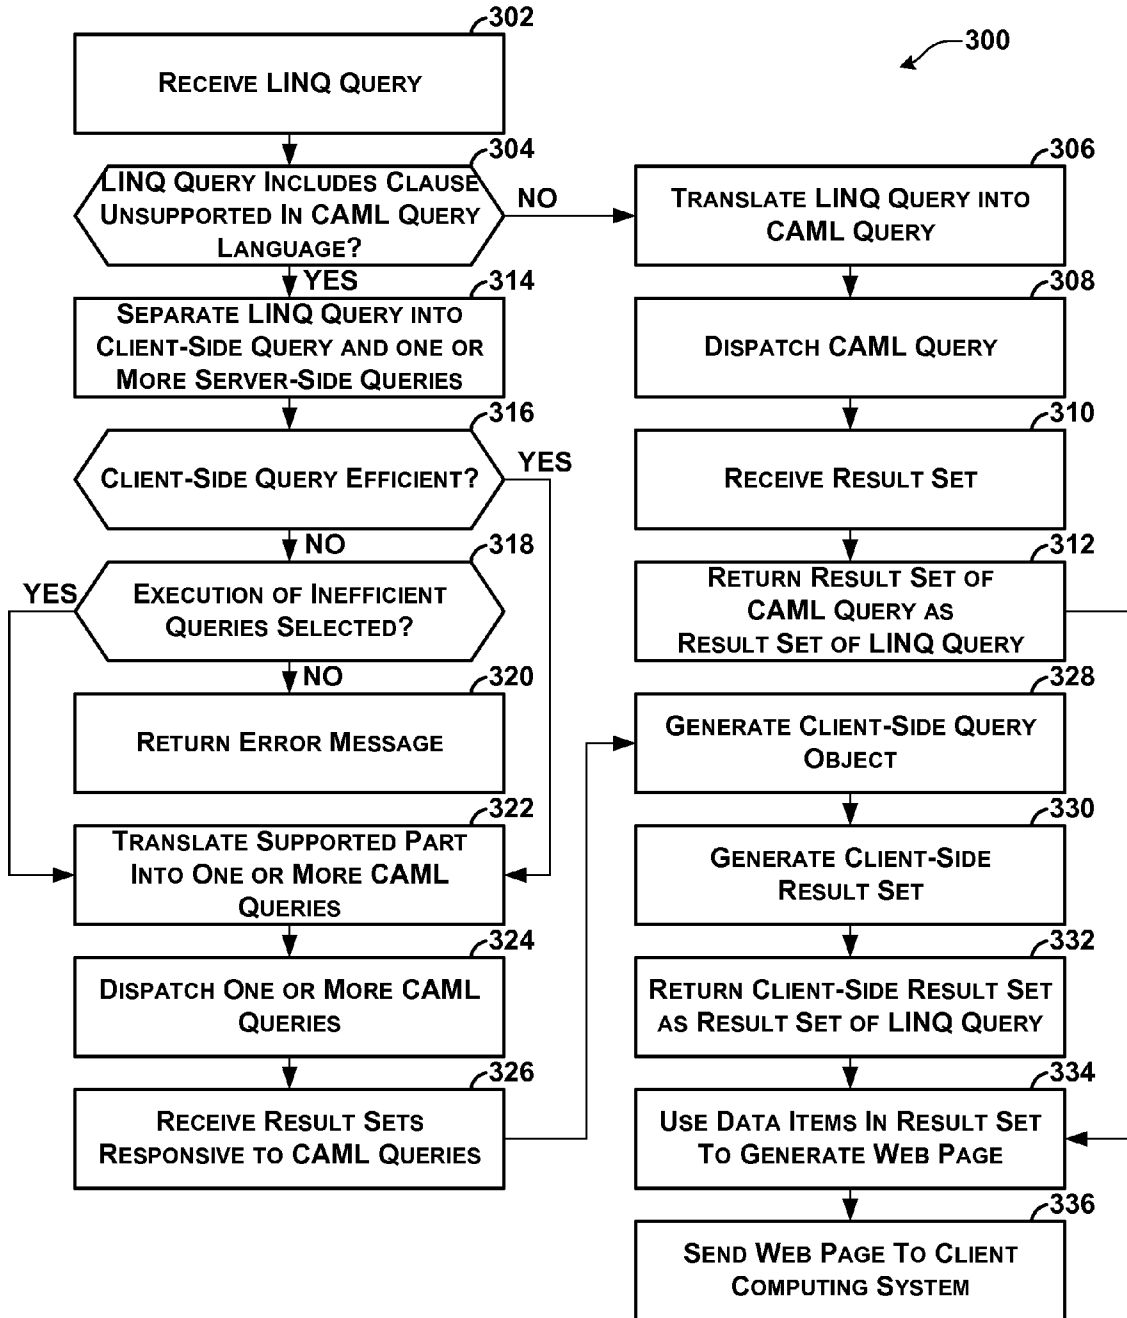 302
RECEIVE LINQ QUERY
300
304
LINQ QUERY INCLUDES CLAUSE
UNSUPPORTED IN CAML QUERY
LANGUAGE?
NO
YES
306
TRANSLATE LINQ QUERY INTO
CAML QUERY
314
SEPARATE LINQ QUERY INTO
CLIENT-SIDE QUERY AND ONE OR
MORE SERVER-SIDE QUERIES
308
DISPATCH CAML QUERY
316
CLIENT-SIDE QUERY EFFICIENT?
YES
NO
310
RECEIVE RESULT SET
318
EXECUTION OF INEFFICIENT
QUERIES SELECTED?
YES
NO
312
RETURN RESULT SET OF
CAML QUERY AS
RESULT SET OF LINQ QUERY
320
RETURN ERROR MESSAGE
328
GENERATE CLIENT-SIDE QUERY
OBJECT
322
TRANSLATE SUPPORTED PART
INTO ONE OR MORE CAML
QUERIES
330
GENERATE CLIENT-SIDE
RESULT SET
324
DISPATCH ONE OR MORE CAML
QUERIES
332
RETURN CLIENT-SIDE RESULT SET
AS RESULT SET OF LINQ QUERY
326
RECEIVE RESULT SETS
RESPONSIVE TO CAML QUERIES
334
USE DATA ITEMS IN RESULT SET
TO GENERATE WEB PAGE
336
SEND WEB PAGE TO CLIENT
COMPUTING SYSTEM